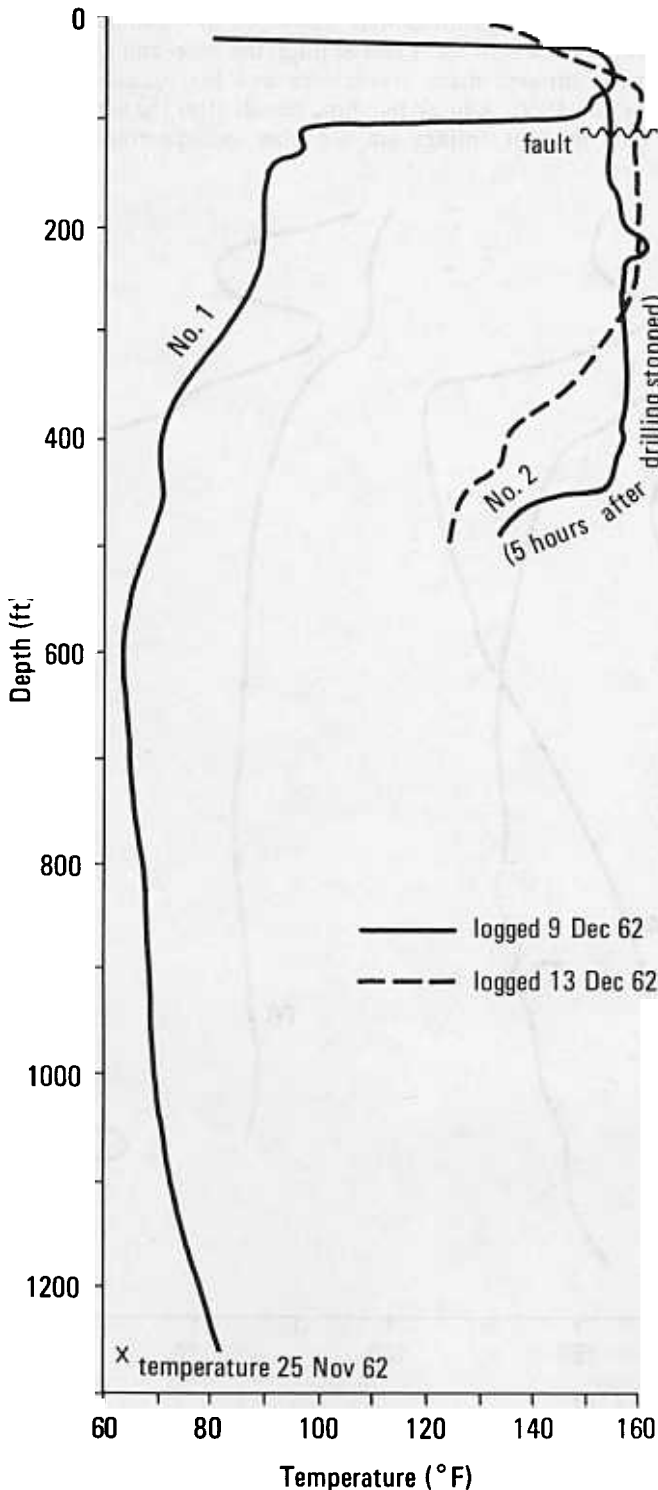 0
200
400
600
800
1000
1200
Depth (ft)
fault
No. 1
No. 2
(5 hours after
drilling stopped)
logged 9 Dec 62
logged 13 Dec 62
x temperature 25 Nov 62
60 80 100 120 140 160
Temperature (°F)